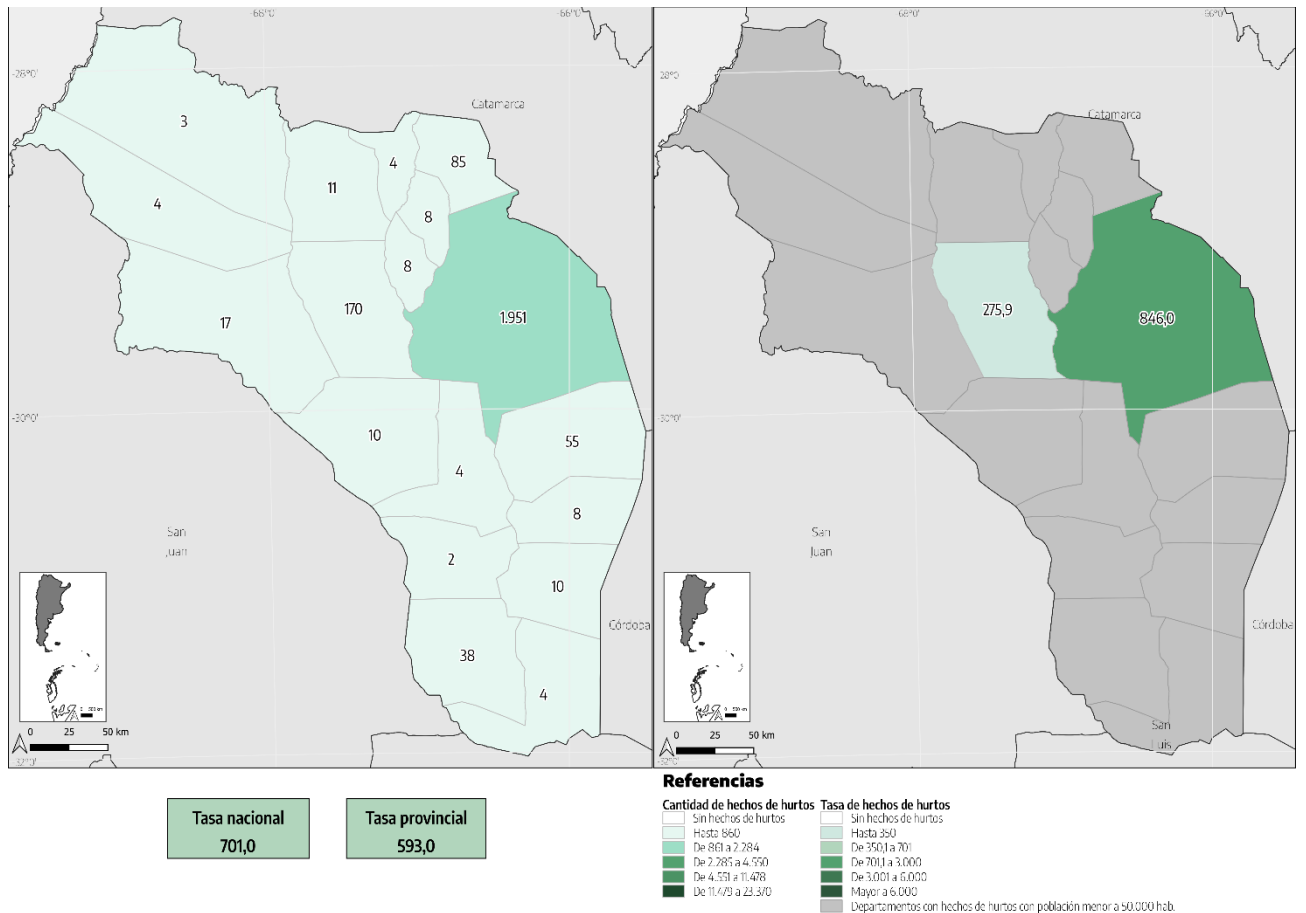 -68°0'
-66°0'
-28°0'
Catamarca
3
4
85
11
4
8
8
170
1.951
17
-30°0'
10
55
4
8
San
Juan
2
10
Córdoba
38
4
0 25 50 km
-32°0'
68°0'
66°0'
28°0'
Catamarca
275,9
846,0
-30°0'
San
Juan
Córdoba
San
Luis
0 25 50 km
-32°0'
Tasa nacional
701,0
Tasa provincial
593,0
Referencias
Cantidad de hechos de hurtos
Sin hechos de hurtos
Hasta 860
De 861 a 2.284
De 2.285 a 4.550
De 4.551 a 11.478
De 11.479 a 23.370
Tasa de hechos de hurtos
Sin hechos de hurtos
Hasta 350
De 350,1 a 701
De 701,1 a 3.000
De 3.001 a 6.000
Mayor a 6.000
Departamentos con hechos de hurtos con población menor a 50.000 hab.